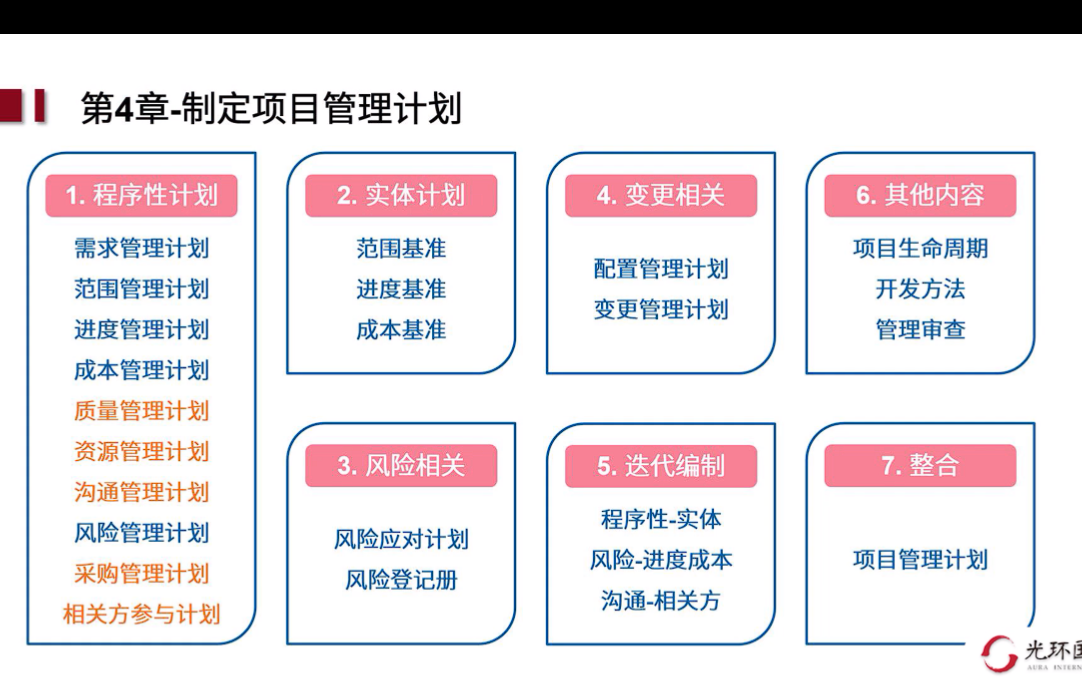 第4章-制定项目管理计划
1. 程序性计划
需求管理计划
范围管理计划
进度管理计划
成本管理计划
质量管理计划
资源管理计划
沟通管理计划
风险管理计划
采购管理计划
相关方参与计划
2. 实体计划
范围基准
进度基准
成本基准
3. 风险相关
风险应对计划
风险登记册
4. 变更相关
配置管理计划
变更管理计划
5. 迭代编制
程序性-实体
风险-进度成本
沟通-相关方
6. 其他内容
项目生命周期
开发方法
管理审查
7. 整合
项目管理计划
光环
AURA